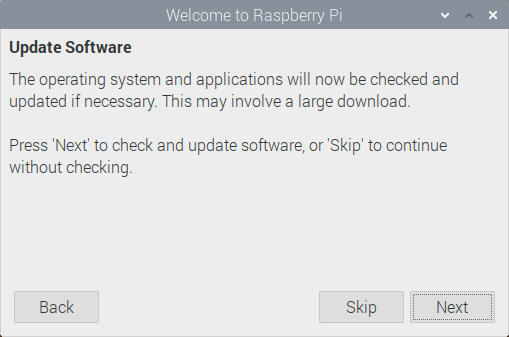 Welcome to Raspberry Pi
Update Software
The operating system and applications will now be checked and
updated if necessary. This may involve a large download.
Press 'Next' to check and update software, or 'Skip' to continue
without checking.
Back
Skip
Next